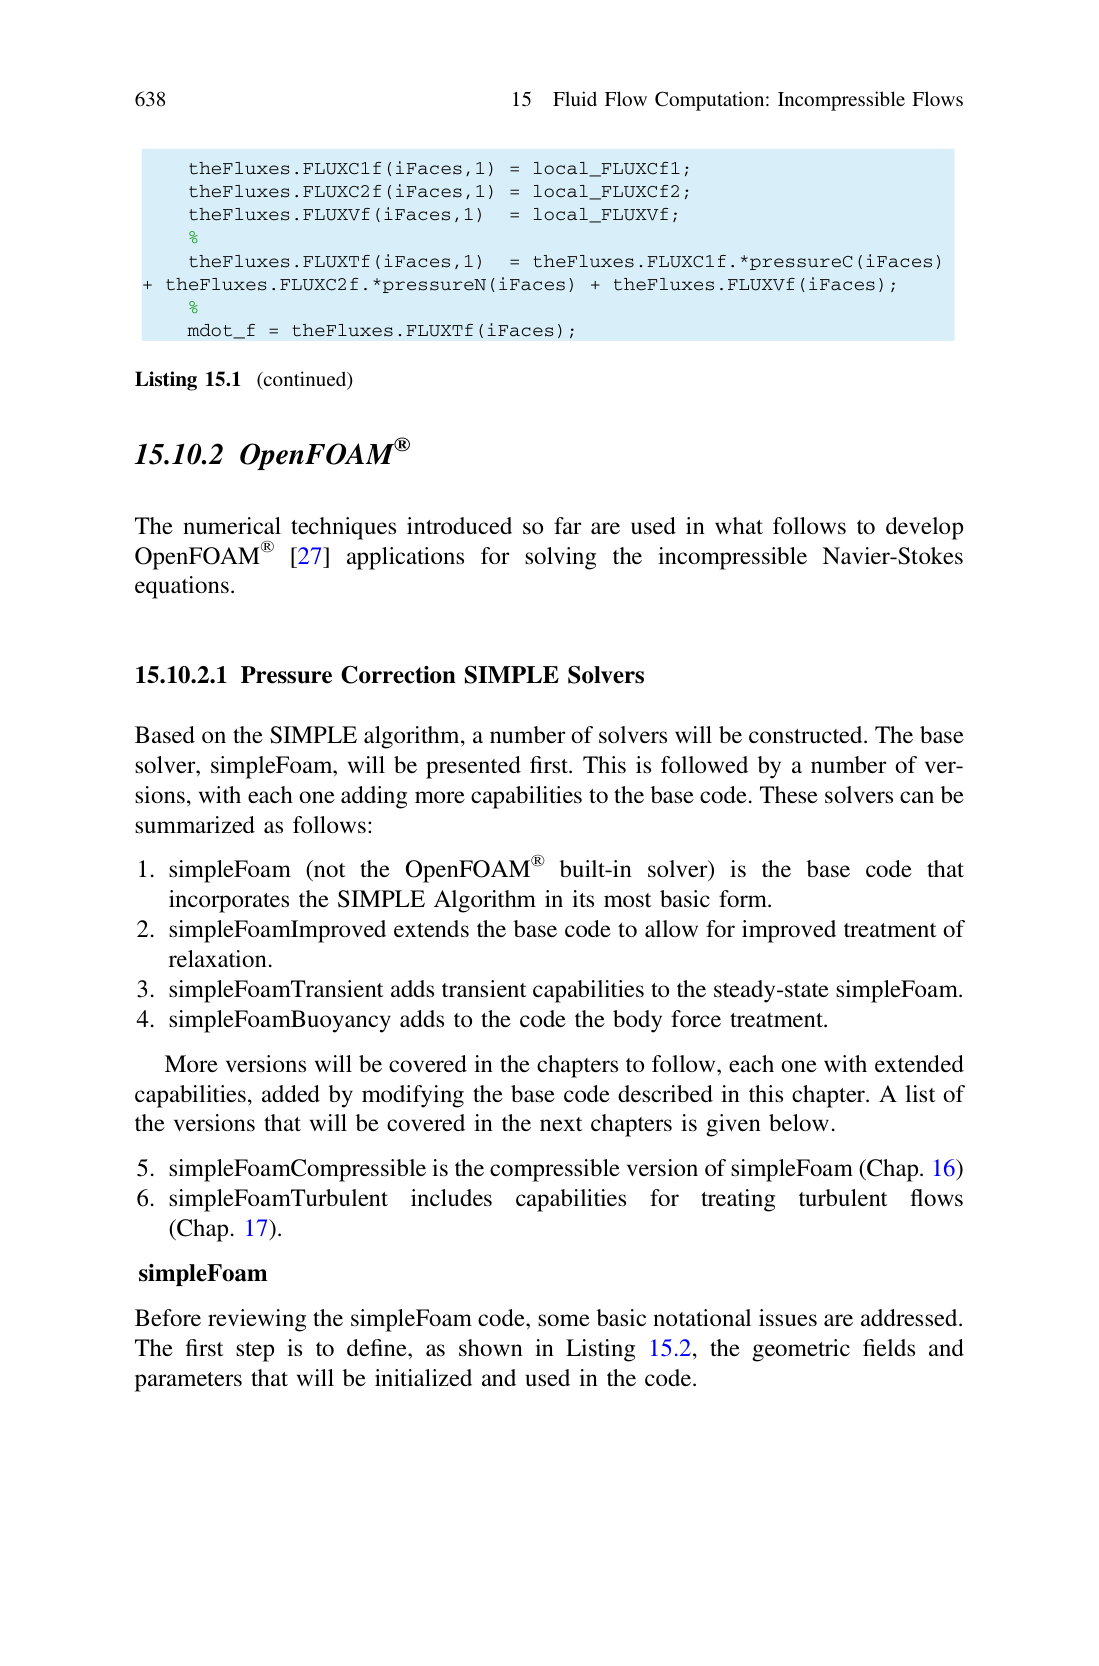 638 15 Fluid Flow Computation: Incompressible Flows
theFluxes.FLUXC1f(iFaces,1) = local_FLUXCf1;
theFluxes.FLUXC2f(iFaces,1) = local_FLUXCf2;
theFluxes.FLUXVf(iFaces,1) = local_FLUXVf;
%
theFluxes.FLUXTf(iFaces,1) = theFluxes.FLUXC1f.*pressureC(iFaces)
+ theFluxes.FLUXC2f.*pressureN(iFaces) + theFluxes.FLUXVf(iFaces);
%
mdot_f = theFluxes.FLUXTf(iFaces);
Listing 15.1 (continued)
15.10.2 OpenFOAM®
The numerical techniques introduced so far are used in what follows to develop
OpenFOAM® [27] applications for solving the incompressible Navier-Stokes
equations.
15.10.2.1 Pressure Correction SIMPLE Solvers
Based on the SIMPLE algorithm, a number of solvers will be constructed. The base
solver, simpleFoam, will be presented first. This is followed by a number of ver-
sions, with each one adding more capabilities to the base code. These solvers can be
summarized as follows:
1. simpleFoam (not the OpenFOAM® built-in solver) is the base code that
incorporates the SIMPLE Algorithm in its most basic form.
2. simpleFoamImproved extends the base code to allow for improved treatment of
relaxation.
3. simpleFoamTransient adds transient capabilities to the steady-state simpleFoam.
4. simpleFoamBuoyancy adds to the code the body force treatment.
More versions will be covered in the chapters to follow, each one with extended
capabilities, added by modifying the base code described in this chapter. A list of
the versions that will be covered in the next chapters is given below.
5. simpleFoamCompressible is the compressible version of simpleFoam (Chap. 16)
6. simpleFoamTurbulent includes capabilities for treating turbulent flows
(Chap. 17).
simpleFoam
Before reviewing the simpleFoam code, some basic notational issues are addressed.
The first step is to define, as shown in Listing 15.2, the geometric fields and
parameters that will be initialized and used in the code.